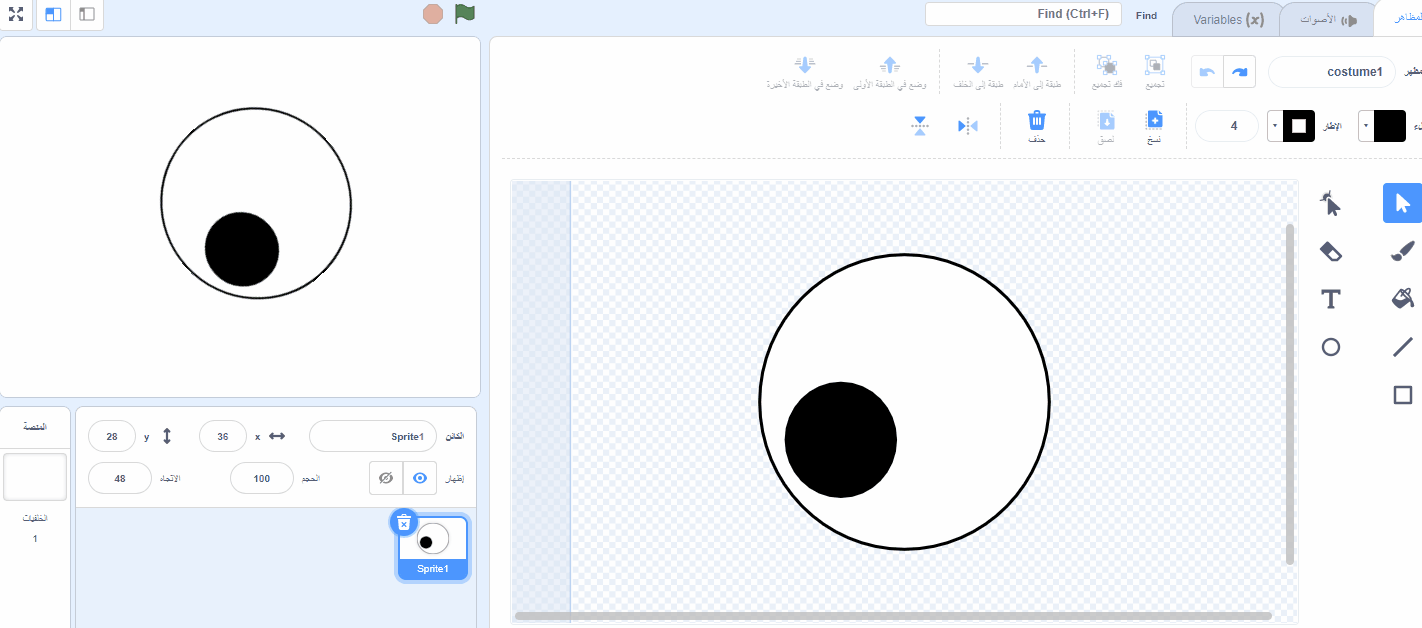 Find (Ctrl+F)
Find
Variables (x)
الأصوات
المظاهر
costume1
تجميع
فك تجميع
طبقة إلى الأمام
طبقة إلى الخلف
وضع في الطبقة الأولى
وضع في الطبقة الأخيرة
الإطار
4
نسخ
لصق
حذف
المنصة
الخلفيات
1
الكائن
Sprite1
x
36
y
28
إظهار
الحجم
100
الاتجاه
48
Sprite1